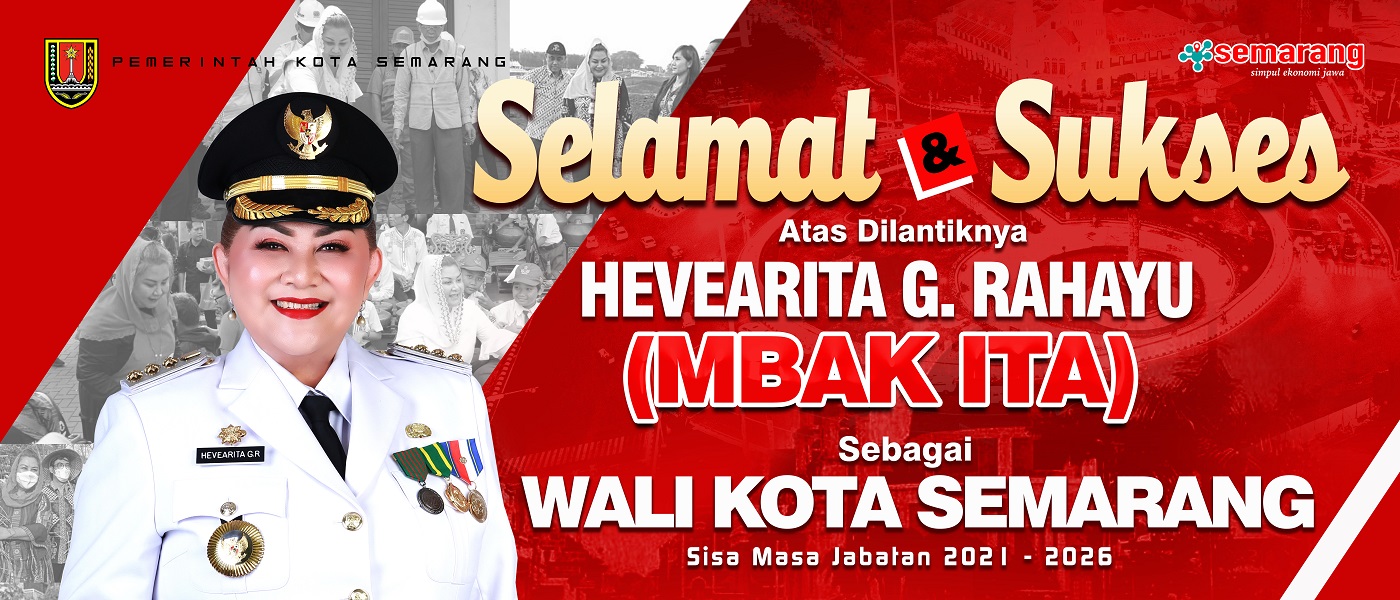 PEMERINTAH KOTA SEMARANG
semarang
simpul ekonomi jawa
Selamat & Sukses
Atas Dilantiknya
HEVEARITA G. RAHAYU
(MBAK ITA)
Sebagai
WALI KOTA SEMARANG
Sisa Masa Jabatan 2021 - 2026
HEVEARITA G.R